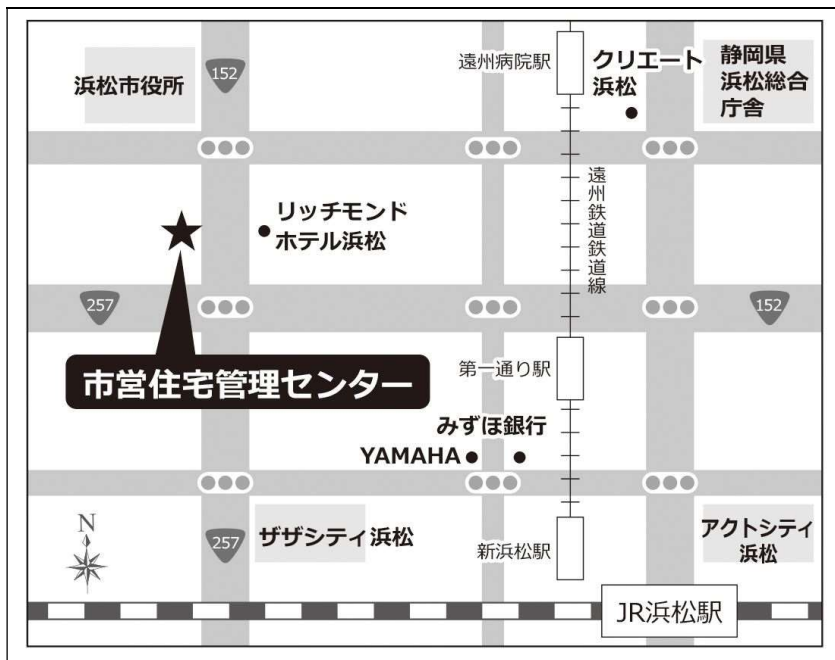 浜松市役所
152
遠州病院駅
クリエート
浜松
静岡県
浜松総合
庁舎
リッチモンド
ホテル浜松
遠州鉄道鉄道線
257
152
市営住宅管理センター
第一通り駅
みずほ銀行
YAMAHA
N
257
ザザシティ浜松
新浜松駅
アクトシティ
浜松
JR浜松駅